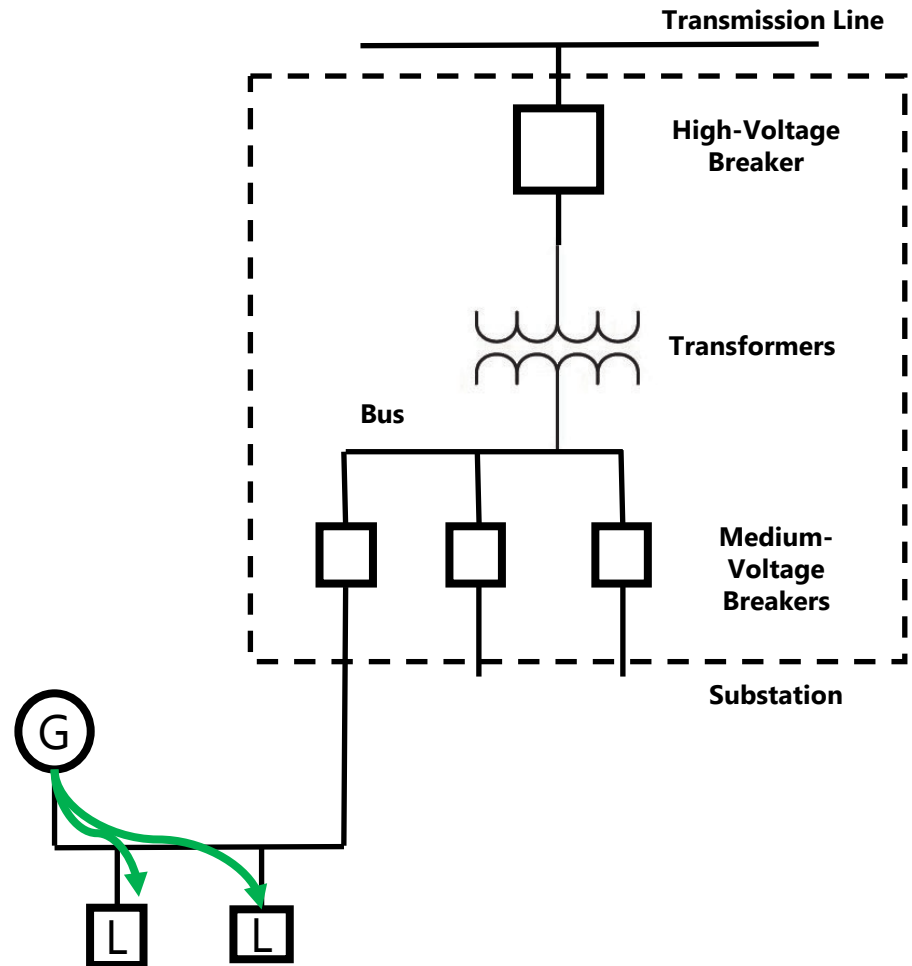 Transmission Line
High-Voltage
Breaker
Transformers
Bus
Medium-
Voltage
Breakers
Substation
G
L
L